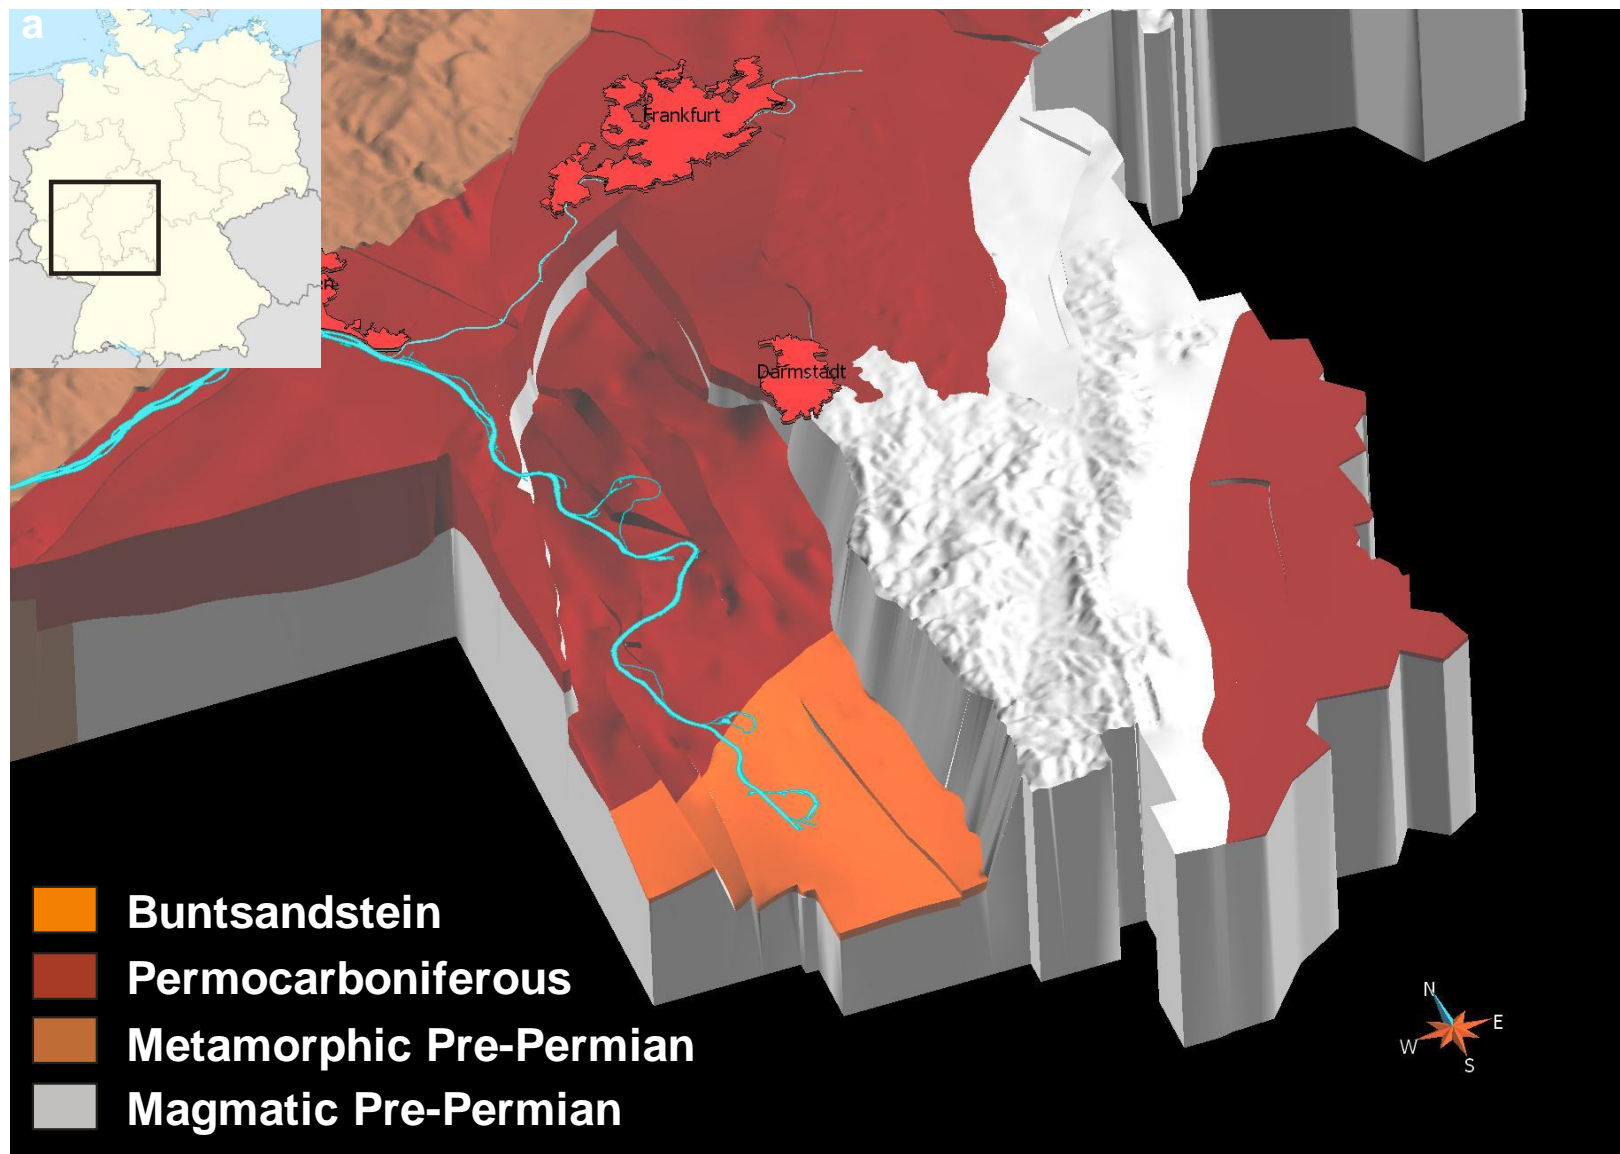 a
Frankfurt
Darmstadt
Buntsandstein
Permocarboniferous
Metamorphic Pre-Permian
Magmatic Pre-Permian
N
E
W
S